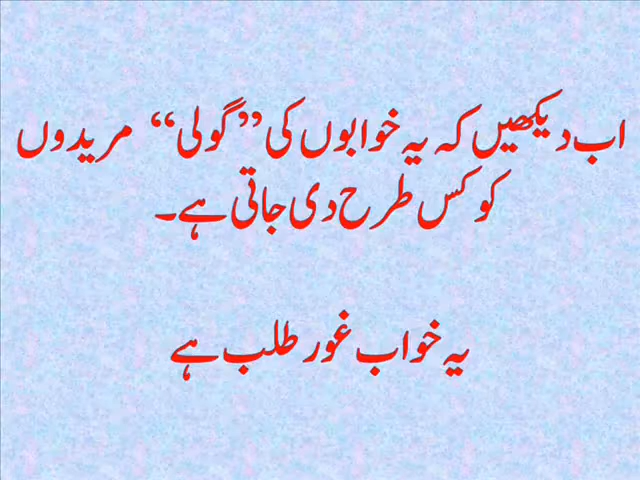 اب دیکھیں کہ یہ خوابوں کی ”گولی“ مریدوں
کو کس طرح دی جاتی ہے۔
یہ خواب غور طلب ہے